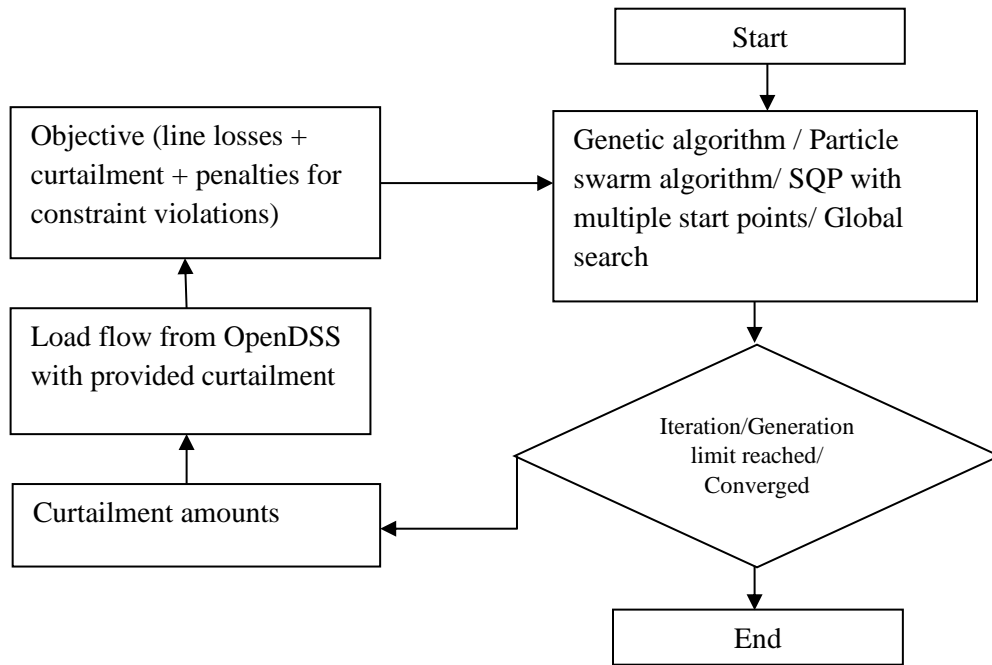 Start
Objective (line losses +
curtailment + penalties for
constraint violations)
Genetic algorithm / Particle
swarm algorithm/ SQP with
multiple start points/ Global
search
Load flow from OpenDSS
with provided curtailment
Iteration/Generation
limit reached/
Converged
Curtailment amounts
End